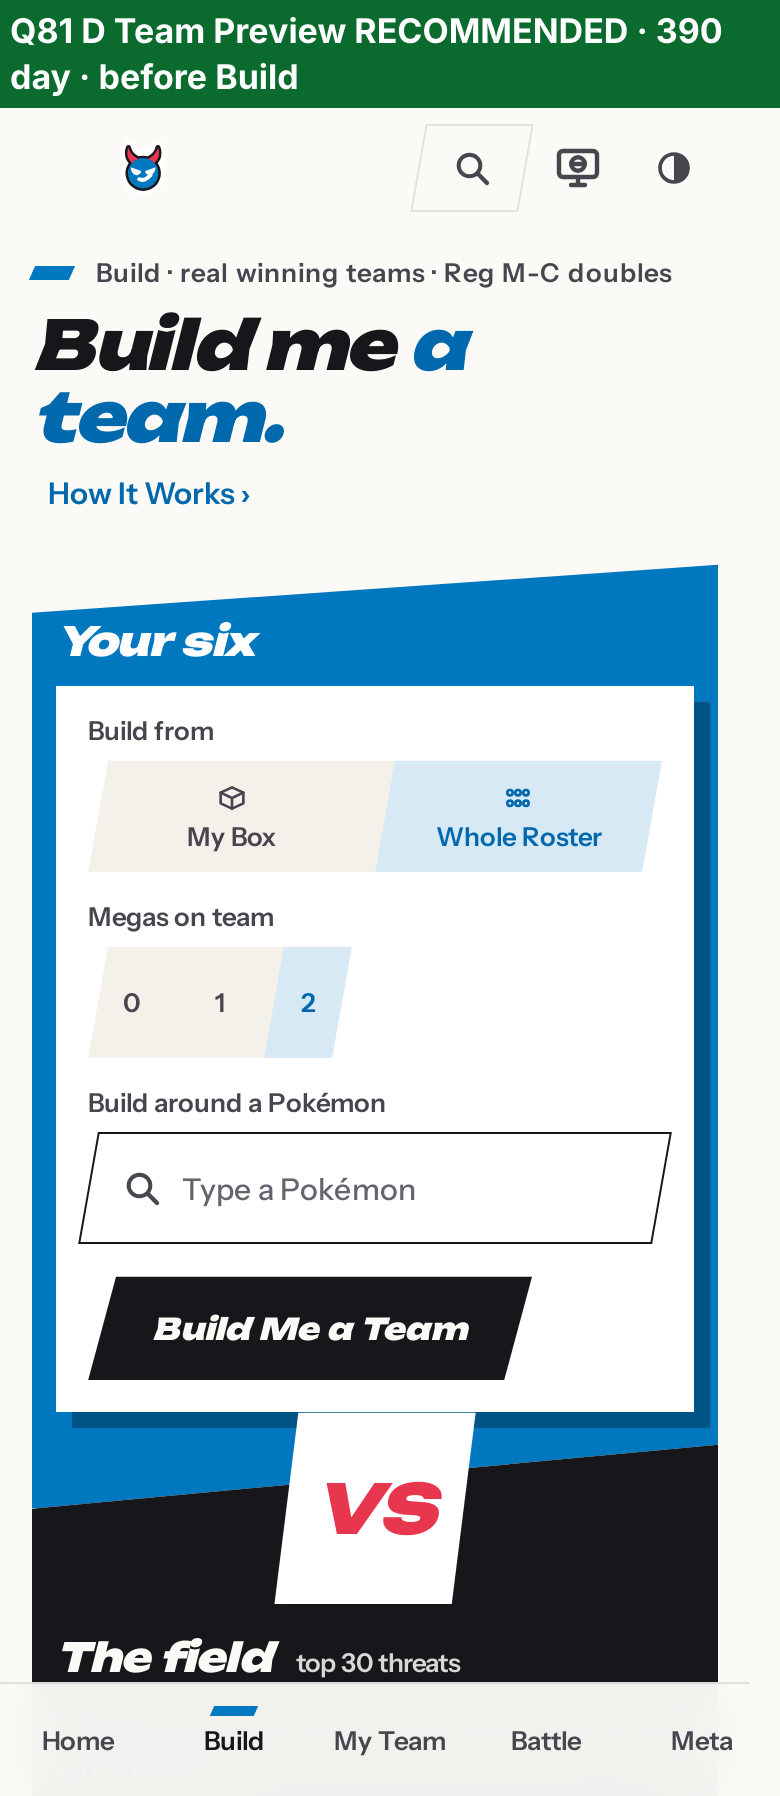 Q81 D Team Preview RECOMMENDED · 390
day · before Build
Build · real winning teams · Reg M-C doubles
Build me a
team.
How It Works ›
Your six
Build from
My Box
Whole Roster
Megas on team
0 1 2
Build around a Pokémon
Type a Pokémon
Build Me a Team
VS
The field top 30 threats
Home Build My Team Battle Meta